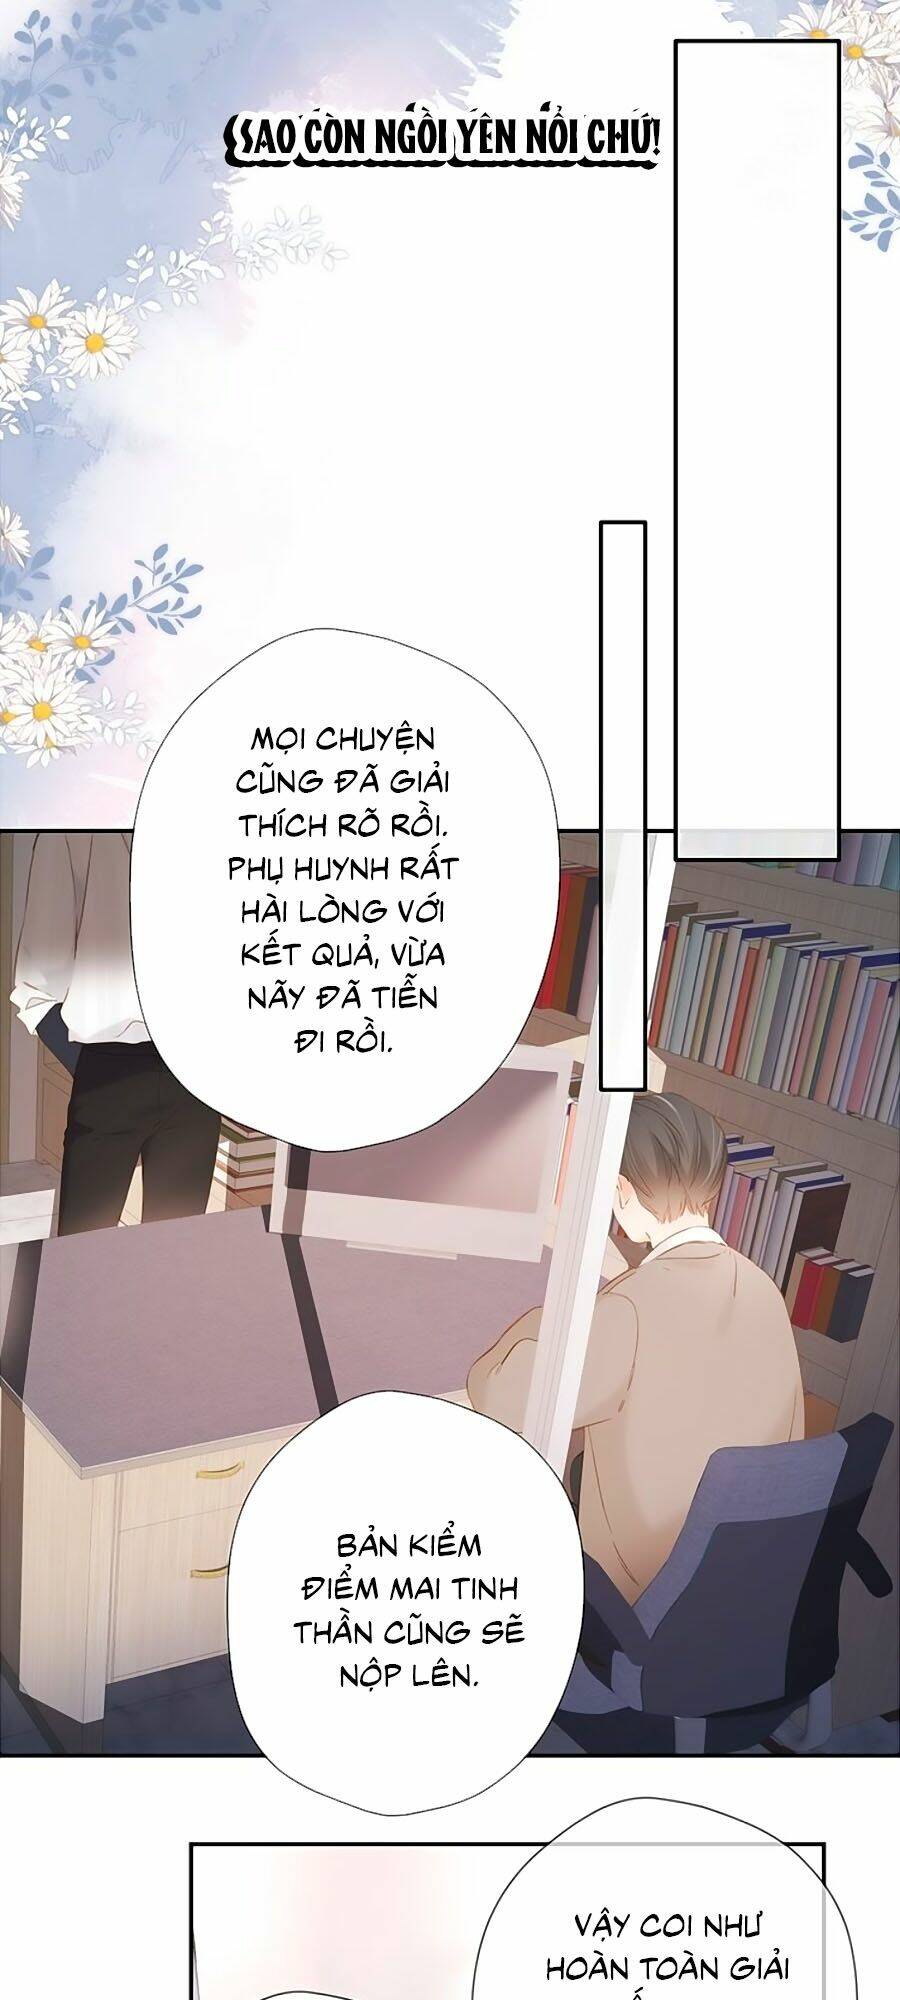 SAO CÒN NGỒI YÊN NỔI CHỨ!
MỌI CHUYỆN
CŨNG ĐÃ GIẢI
THÍCH RÕ RỒI.
PHỤ HUYNH RẤT
HÀI LÒNG VỚI
KẾT QUẢ, VỪA
NÃY ĐÃ TIỄN
ĐI RỒI.
BẢN KIỂM
ĐIỂM MAI TINH
THẦN CŨNG SẼ
NỘP LÊN.
VẬY COI NHƯ
HOÀN TOÀN GIẢI